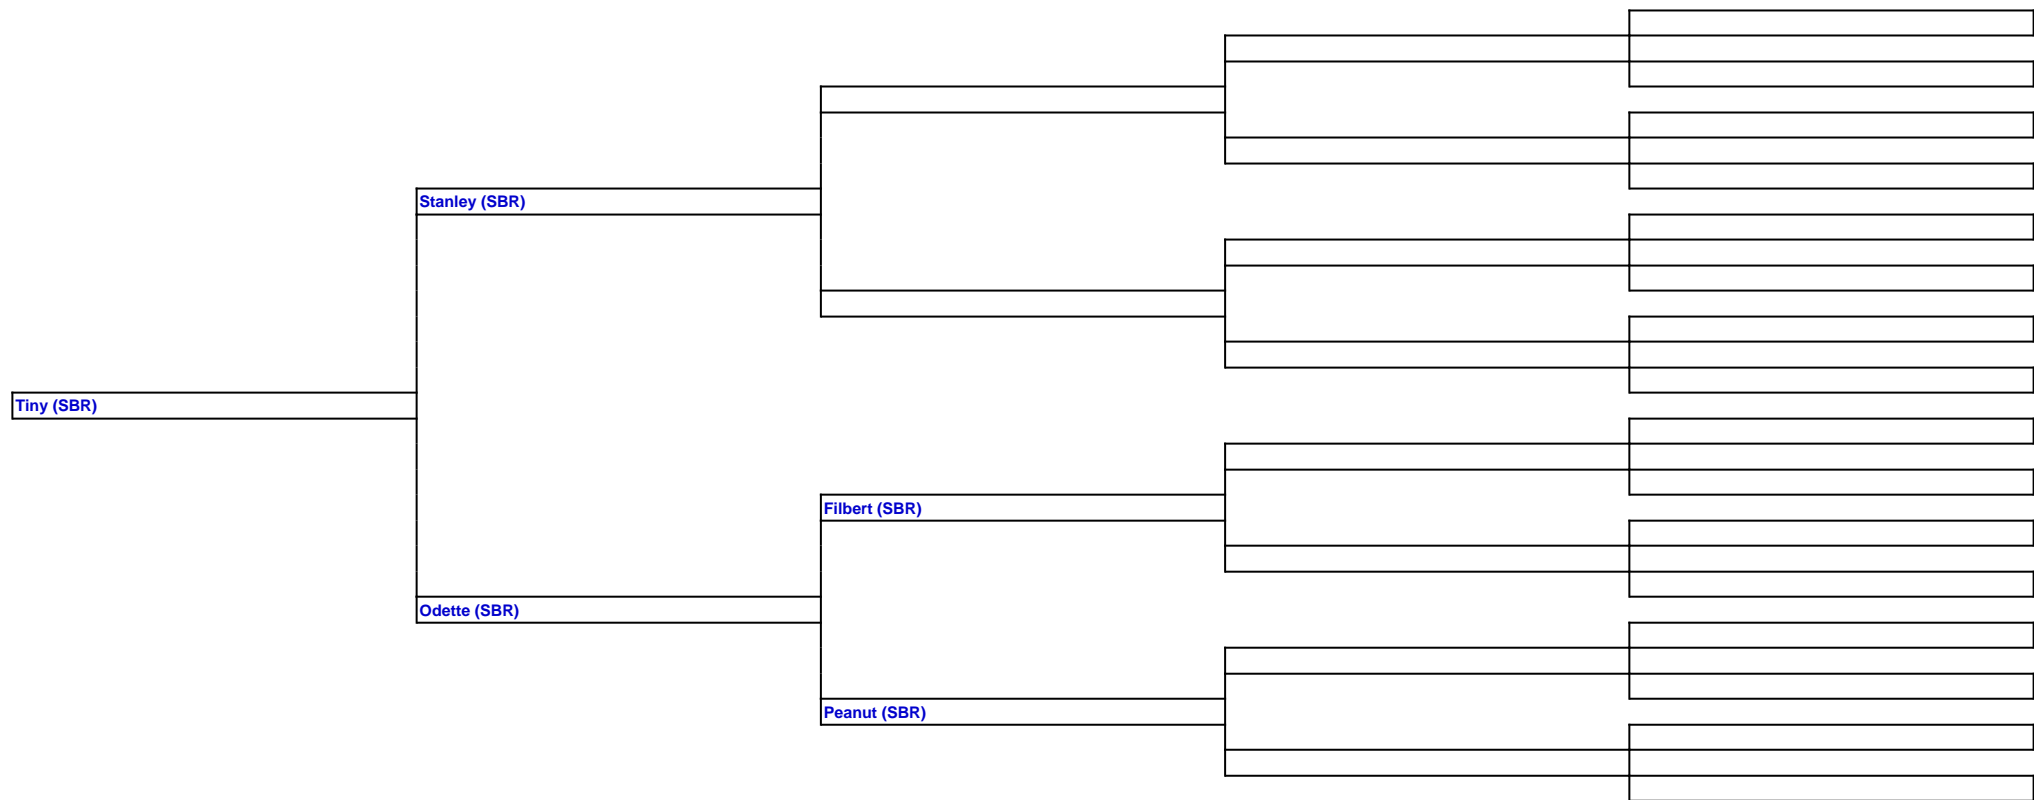 Stanley (SBR)
Tiny (SBR)
Filbert (SBR)
Odette (SBR)
Peanut (SBR)